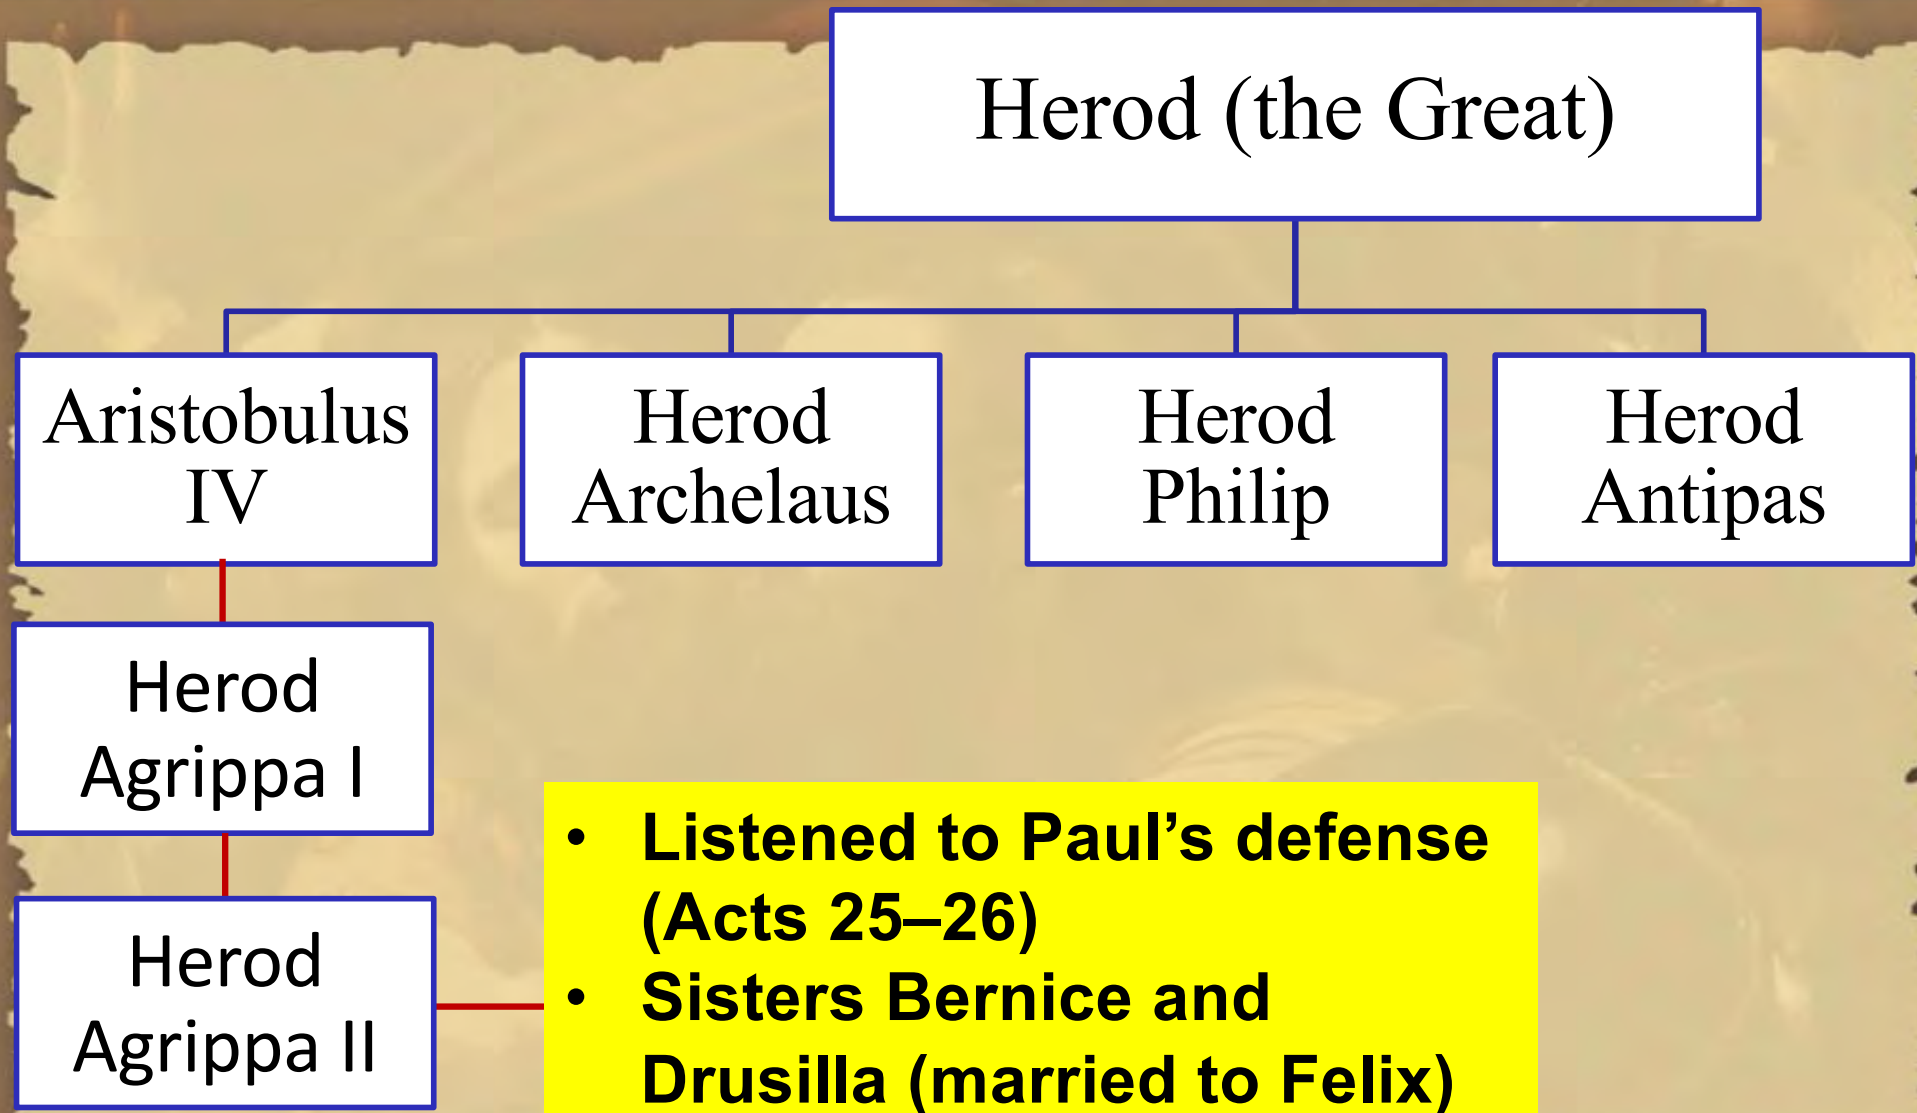 Herod (the Great)
Aristobulus
IV
Herod
Archelaus
Herod
Philip
Herod
Antipas
Herod
Agrippa I
Herod
Agrippa II
• Listened to Paul’s defense
(Acts 25–26)
• Sisters Bernice and
Drusilla (married to Felix)